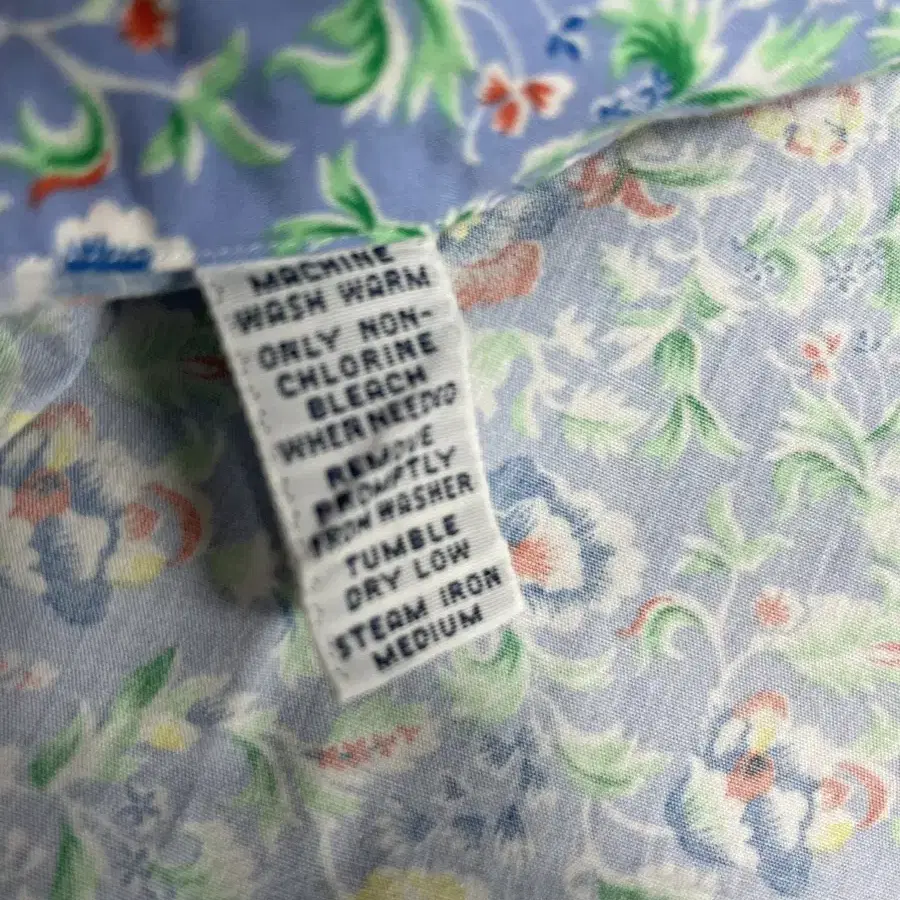 MACHINE
WASH WARM
ONLY NON-
CHLORINE
BLEACH
WHEN NEEDED
REMOVE
PROMPTLY
FROM WASHER
TUMBLE
DRY LOW
STEAM IRON
MEDIUM